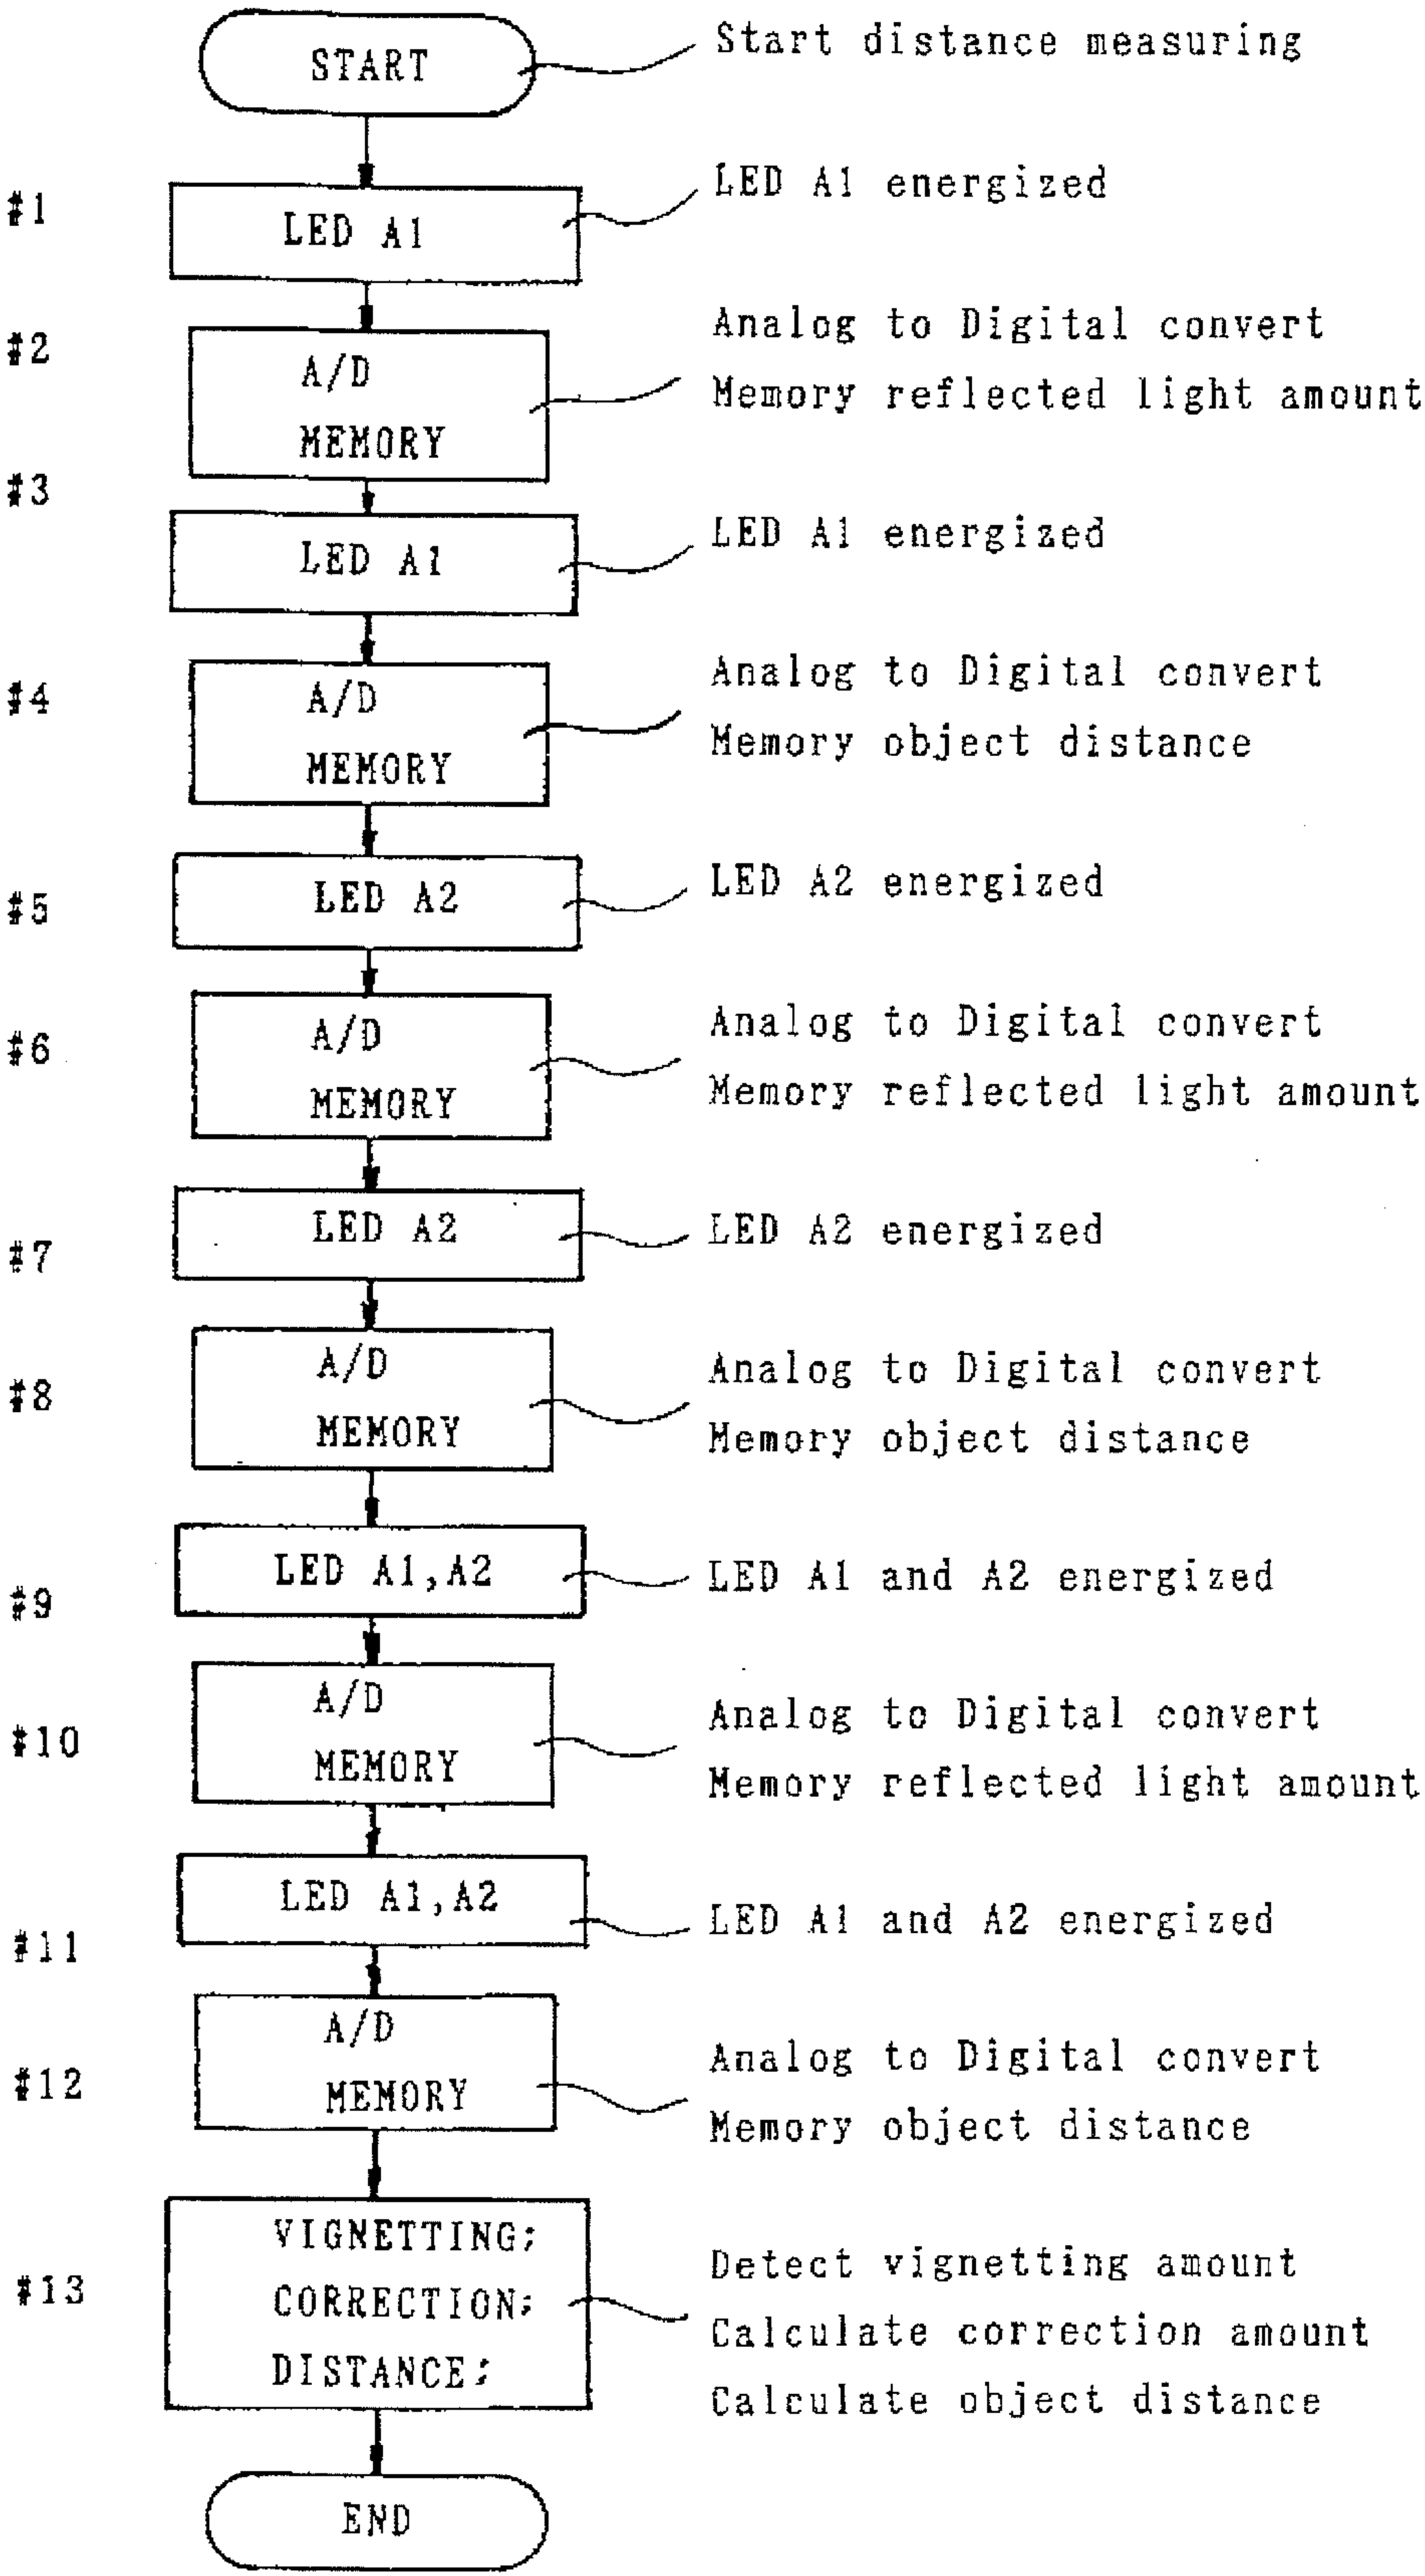 START
Start distance measuring
#1
LED A1
LED A1 energized
#2
A/D
MEMORY
Analog to Digital convert
Memory reflected light amount
#3
LED A1
LED A1 energized
#4
A/D
MEMORY
Analog to Digital convert
Memory object distance
#5
LED A2
LED A2 energized
#6
A/D
MEMORY
Analog to Digital convert
Memory reflected light amount
#7
LED A2
LED A2 energized
#8
A/D
MEMORY
Analog to Digital convert
Memory object distance
#9
LED A1,A2
LED A1 and A2 energized
#10
A/D
MEMORY
Analog to Digital convert
Memory reflected light amount
#11
LED A1,A2
LED A1 and A2 energized
#12
A/D
MEMORY
Analog to Digital convert
Memory object distance
#13
VIGNETTING;
CORRECTION;
DISTANCE;
Detect vignetting amount
Calculate correction amount
Calculate object distance
END